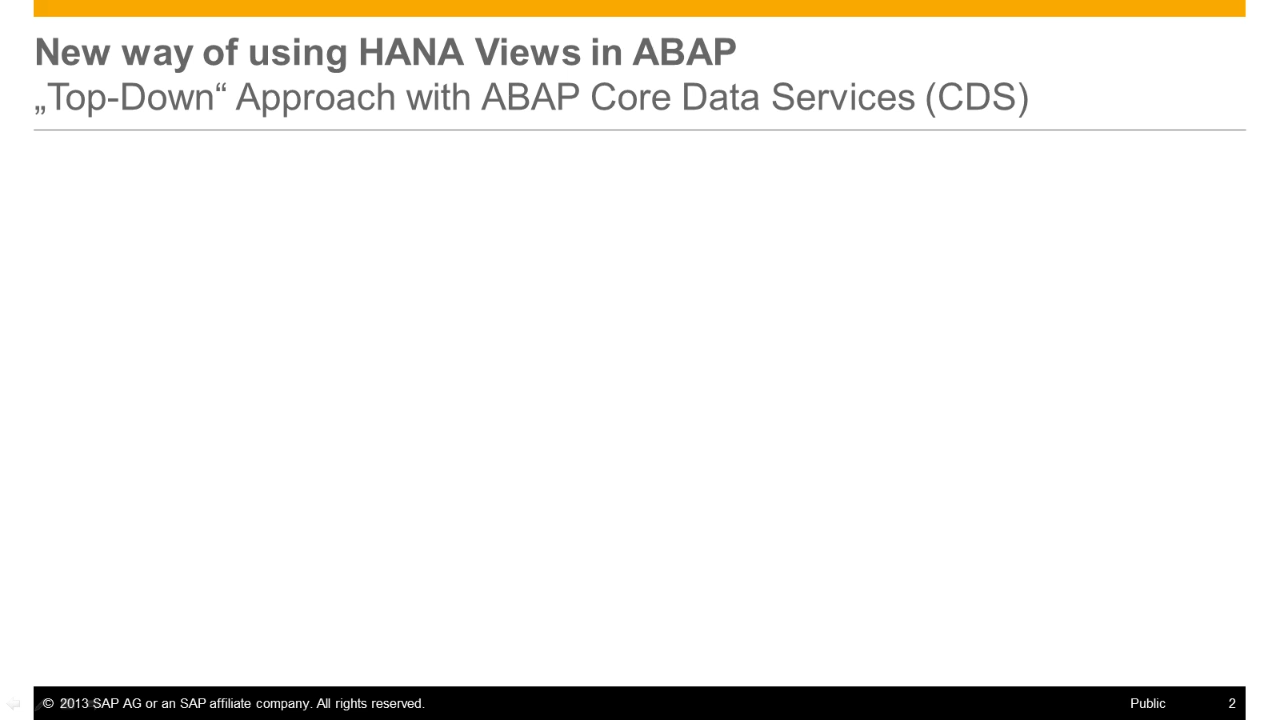 New way of using HANA Views in ABAP
„Top-Down“ Approach with ABAP Core Data Services (CDS)
© 2013 SAP AG or an SAP affiliate company. All rights reserved. Public 2